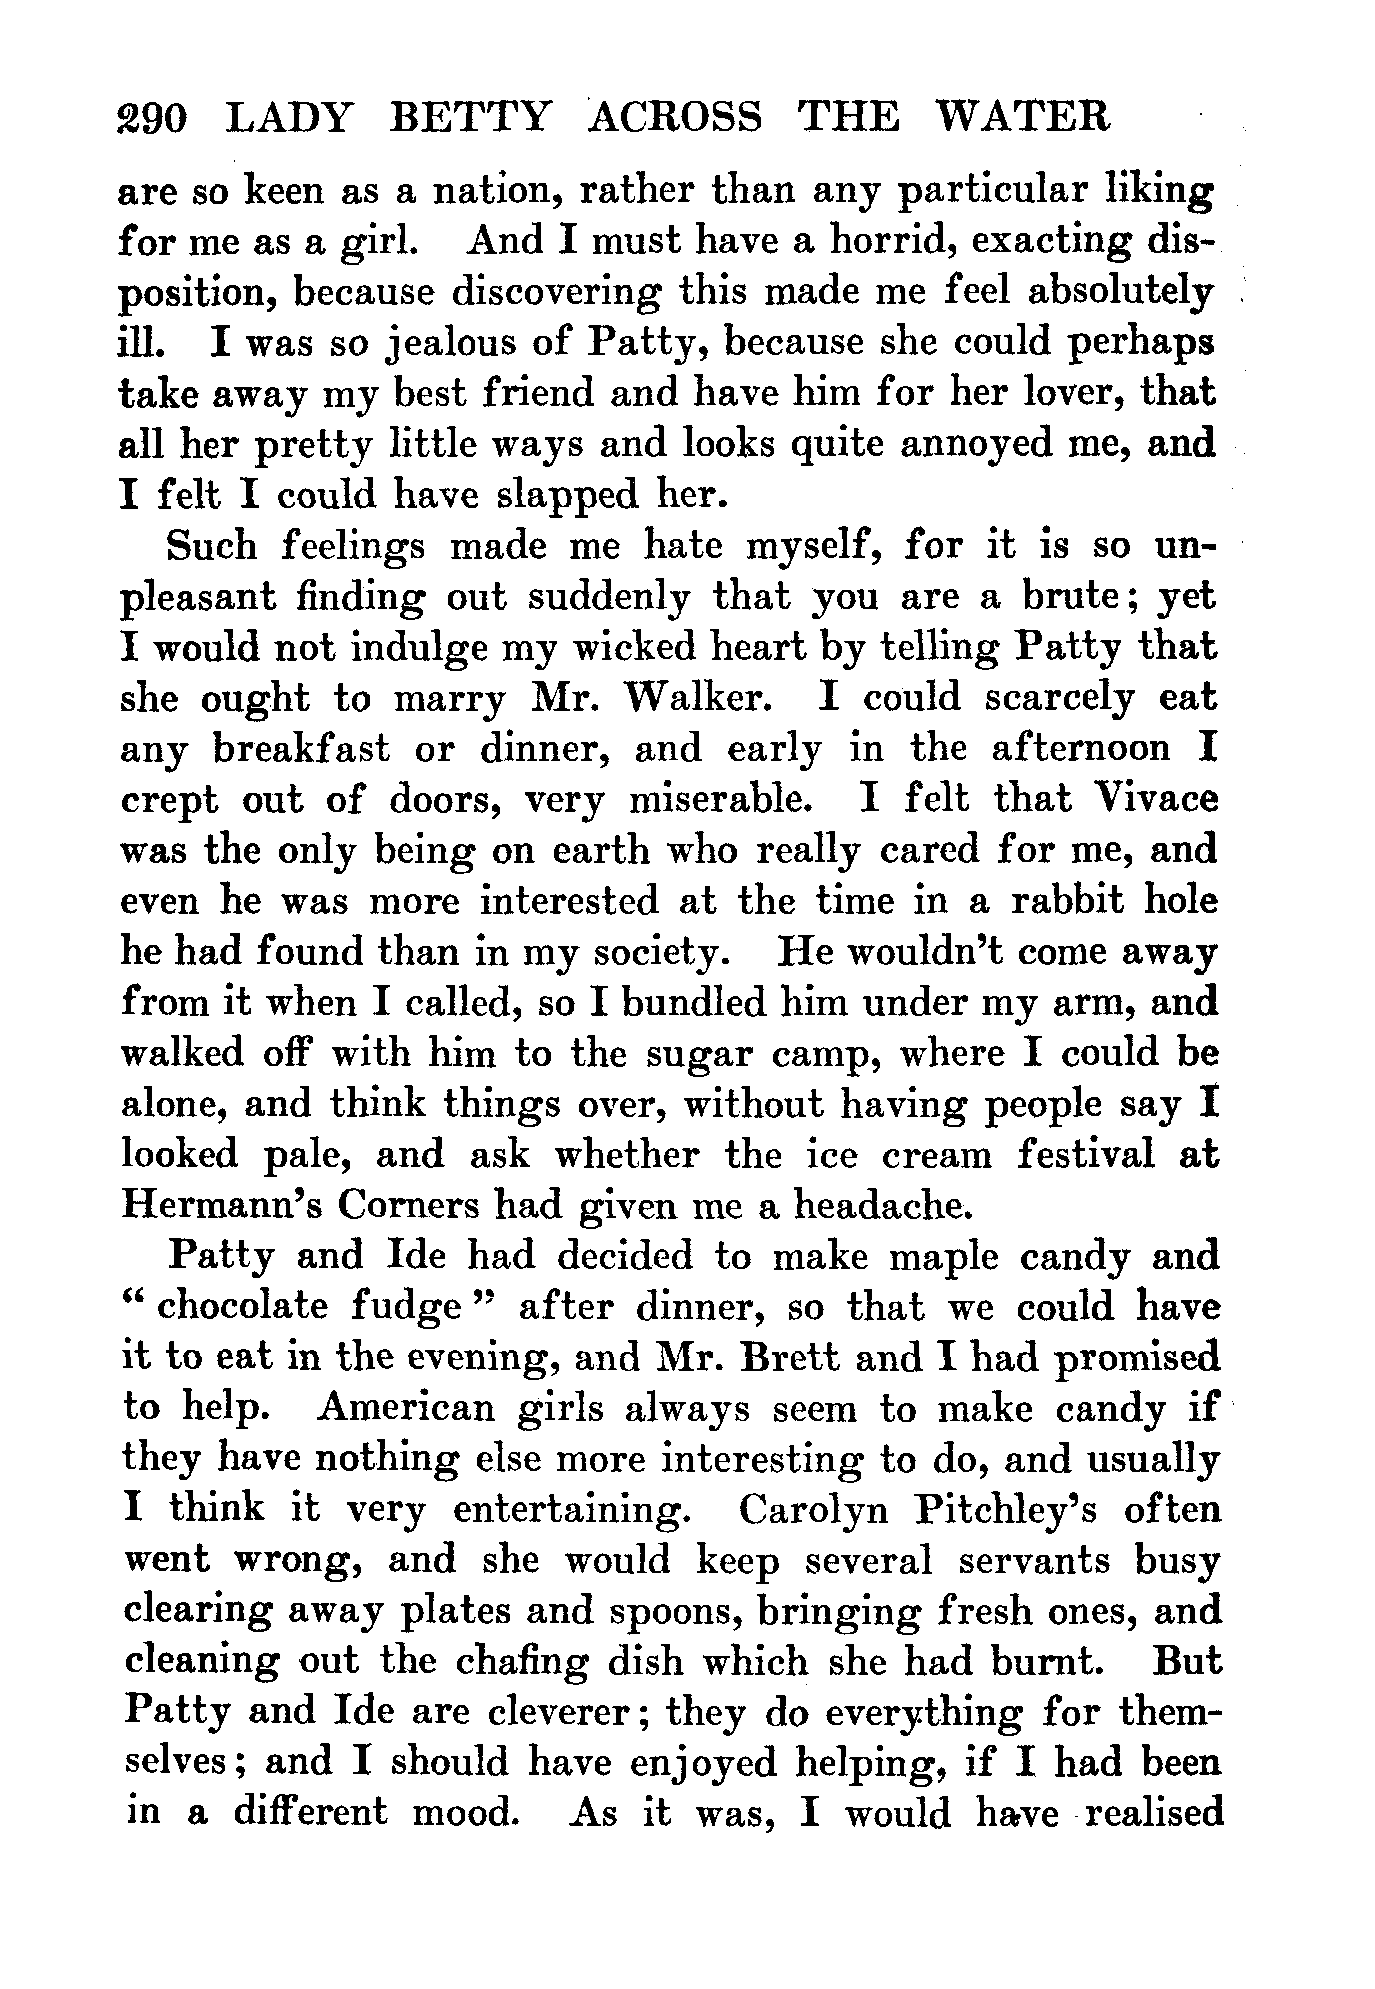 290 LADY BETTY ACROSS THE WATER
are so keen as a nation, rather than any particular liking
for me as a girl. And I must have a horrid, exacting dis-
position, because discovering this made me feel absolutely
ill. I was so jealous of Patty, because she could perhaps
take away my best friend and have him for her lover, that
all her pretty little ways and looks quite annoyed me, and
I felt I could have slapped her.
Such feelings made me hate myself, for it is so un-
pleasant finding out suddenly that you are a brute; yet
I would not indulge my wicked heart by telling Patty that
she ought to marry Mr. Walker. I could scarcely eat
any breakfast or dinner, and early in the afternoon I
crept out of doors, very miserable. I felt that Vivace
was the only being on earth who really cared for me, and
even he was more interested at the time in a rabbit hole
he had found than in my society. He wouldn't come away
from it when I called, so I bundled him under my arm, and
walked off with him to the sugar camp, where I could be
alone, and think things over, without having people say I
looked pale, and ask whether the ice cream festival at
Hermann's Corners had given me a headache.
Patty and Ide had decided to make maple candy and
“ chocolate fudge ” after dinner, so that we could have
it to eat in the evening, and Mr. Brett and I had promised
to help. American girls always seem to make candy if
they have nothing else more interesting to do, and usually
I think it very entertaining. Carolyn Pitchley's often
went wrong, and she would keep several servants busy
clearing away plates and spoons, bringing fresh ones, and
cleaning out the chafing dish which she had burnt. But
Patty and Ide are cleverer; they do everything for them-
selves; and I should have enjoyed helping, if I had been
in a different mood. As it was, I would have realised